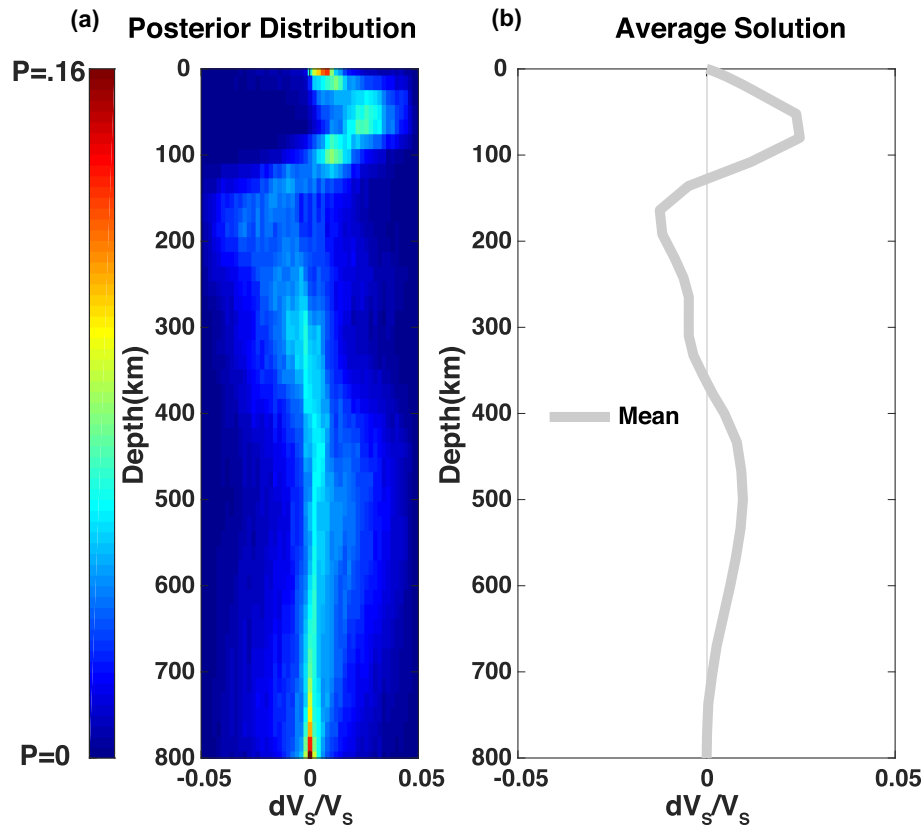 (a) Posterior Distribution
P=.16
P=0
0
100
200
300
400
500
600
700
800
Depth(km)
-0.05 0 0.05
dVS/VS
(b) Average Solution
0
100
200
300
400
500
600
700
800
Depth(km)
Mean
-0.05 0 0.05
dVS/VS